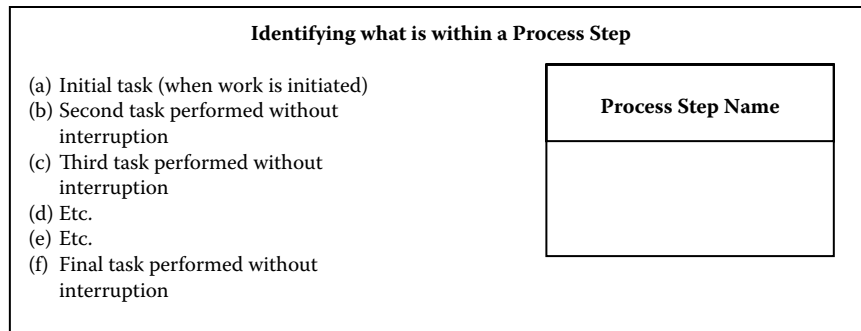 Identifying what is within a Process Step
(a) Initial task (when work is initiated)
(b) Second task performed without
interruption
(c) Third task performed without
interruption
(d) Etc.
(e) Etc.
(f) Final task performed without
interruption
Process Step Name